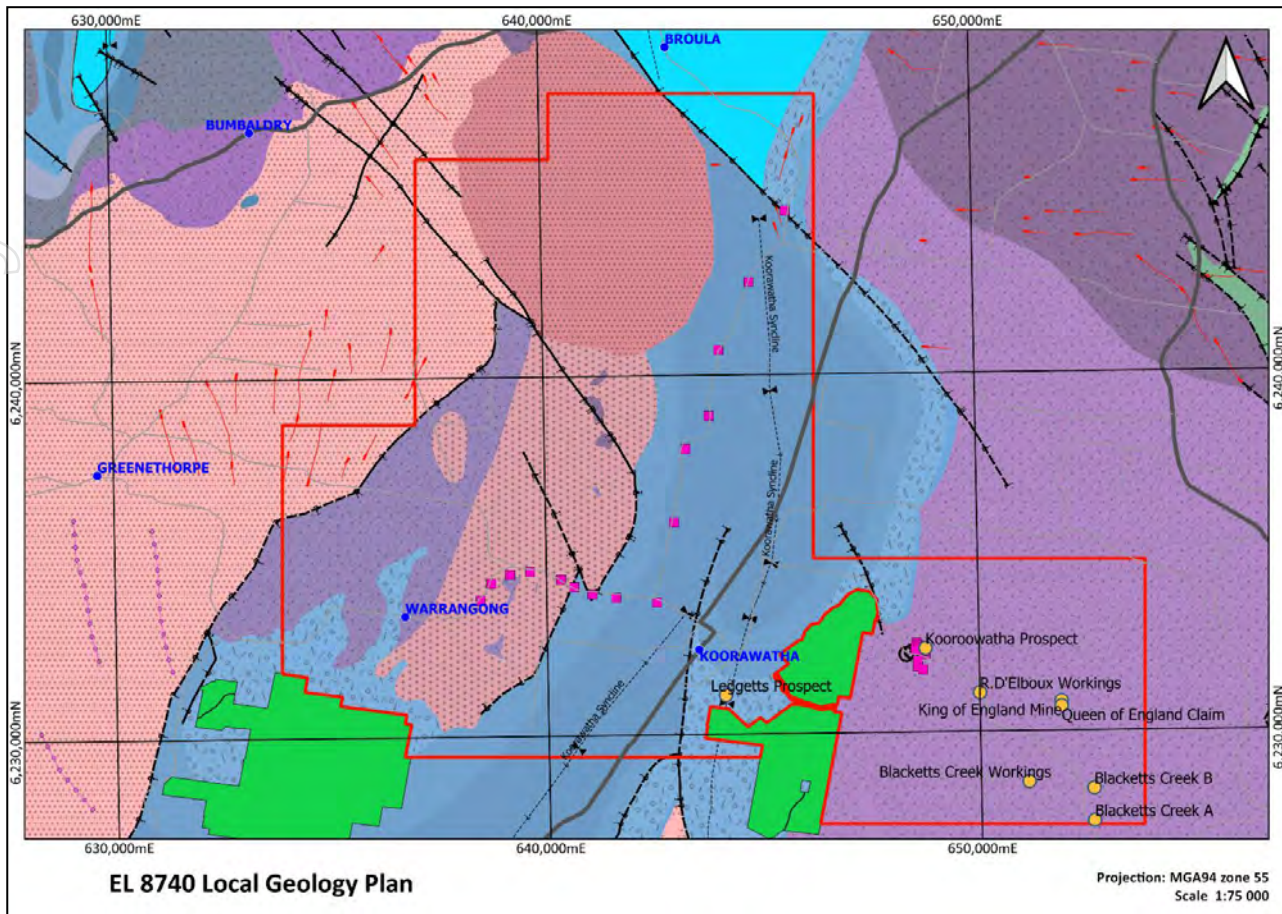 630,000mE
640,000mE
650,000mE
BROULA
BUMBALDRY
Koorawatha Syncline
6,240,000mN
6,240,000mN
GREENETHORPE
Koorawatha Syncline
WARRANGONG
KOORAWATHA
Kooroowatha Prospect
Koorawatha Syncline
Ledgetts Prospect
R.D'Elboux Workings
King of England Mine
Queen of England Claim
6,230,000mN
6,230,000mN
Blacketts Creek Workings
Blacketts Creek B
Blacketts Creek A
630,000mE
640,000mE
650,000mE
EL 8740 Local Geology Plan
Projection: MGA94 zone 55
Scale 1:75 000